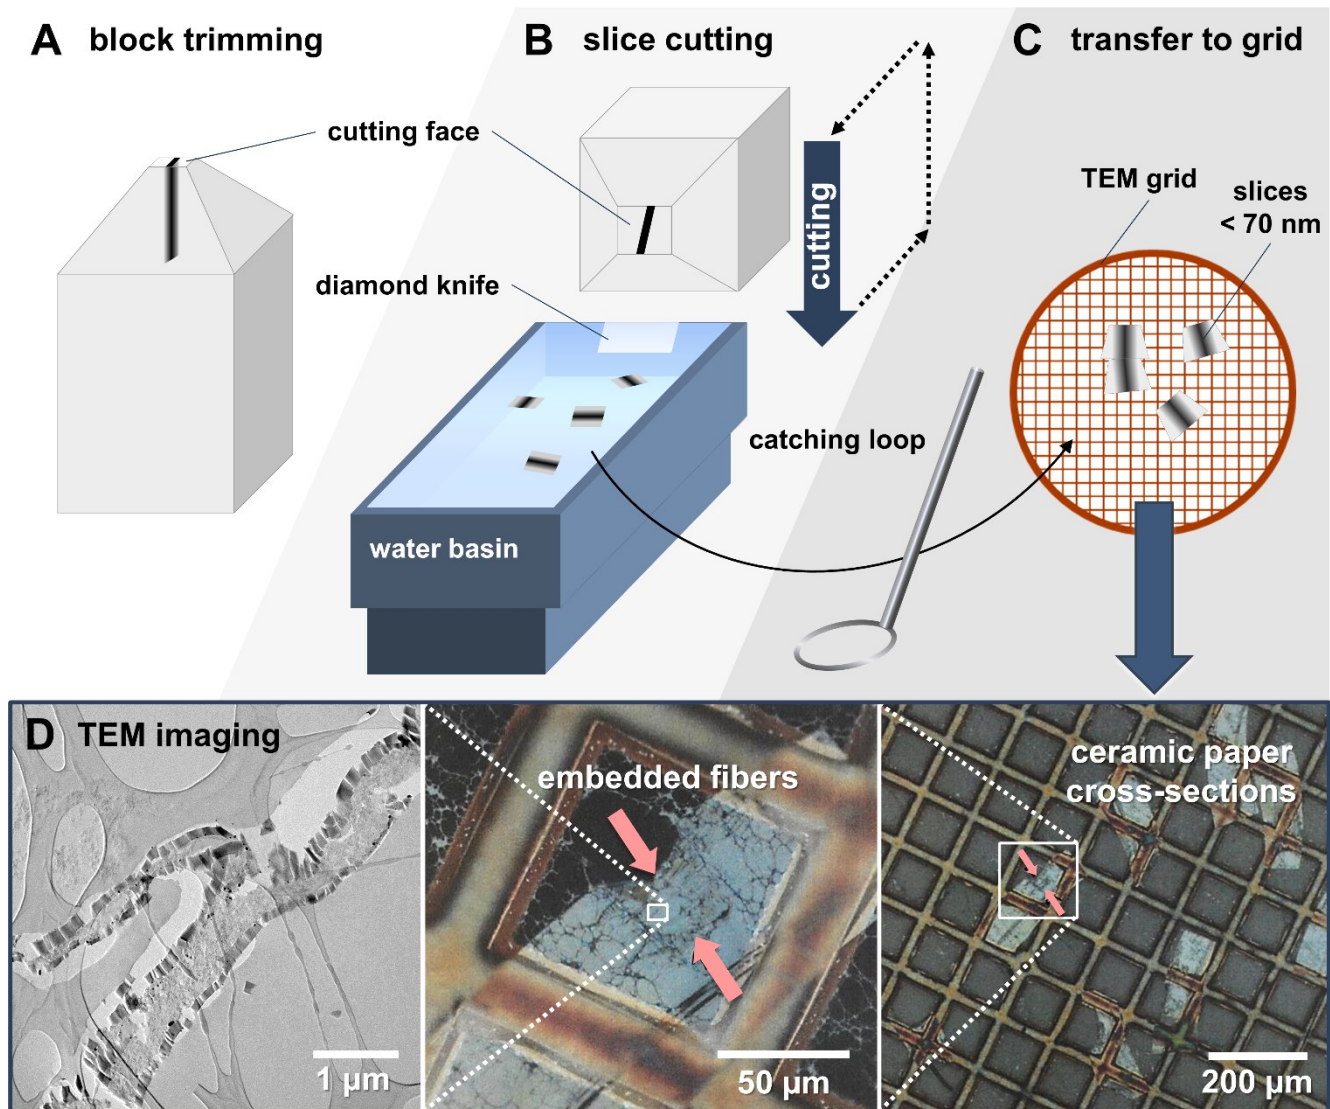 A block trimming
B slice cutting
C transfer to grid
cutting face
cutting
TEM grid
slices
< 70 nm
diamond knife
catching loop
water basin
D TEM imaging
embedded fibers
ceramic paper
cross-sections
1 µm
50 µm
200 µm